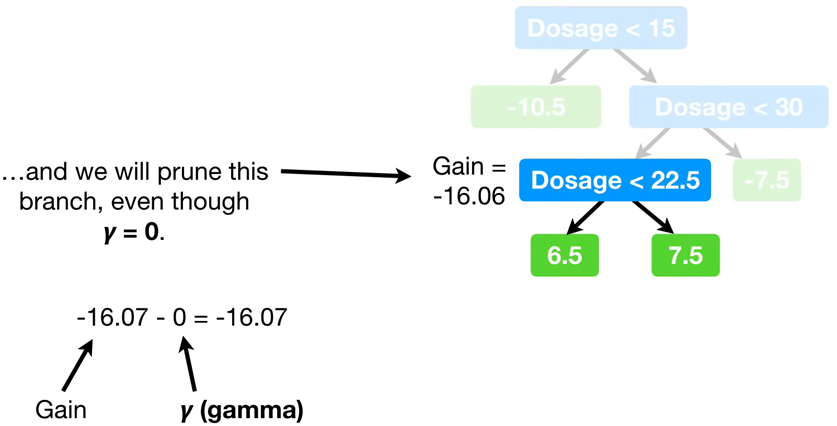 Dosage < 15
-10.5
Dosage < 30
…and we will prune this
branch, even though
γ = 0.
Gain =
-16.06
Dosage < 22.5
-7.5
6.5
7.5
-16.07 - 0 = -16.07
Gain
γ (gamma)